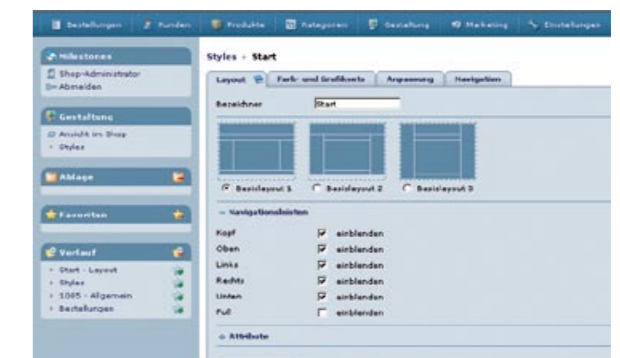 Bestellungen Kunden Produkte Kategorien Gestaltung Marketing Einstellungen
Milestones
Shop-Administrator
Abmelden
Gestaltung
Ansicht im Shop
Styles
Ablage
Favoriten
Verlauf
Start - Layout
Styles
1005 - Allgemein
Bestellungen
Styles - Start
Layout Farb- und Grafikwelt Anpassung Navigation
Bezeichner Start
Basislayout 1 Basislayout 2 Basislayout 3
Navigationsleisten
Kopf einblenden
Oben einblenden
Links einblenden
Rechts einblenden
Unten einblenden
Fuß einblenden
Attribute